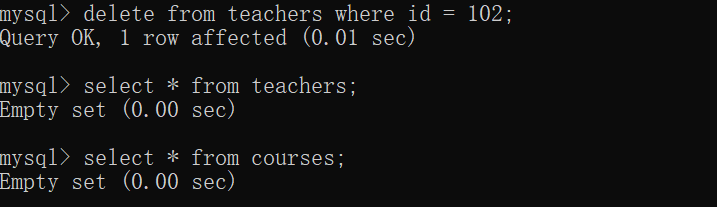 mysql> delete from teachers where id = 102;
Query OK, 1 row affected (0.01 sec)
mysql> select * from teachers;
Empty set (0.00 sec)
mysql> select * from courses;
Empty set (0.00 sec)